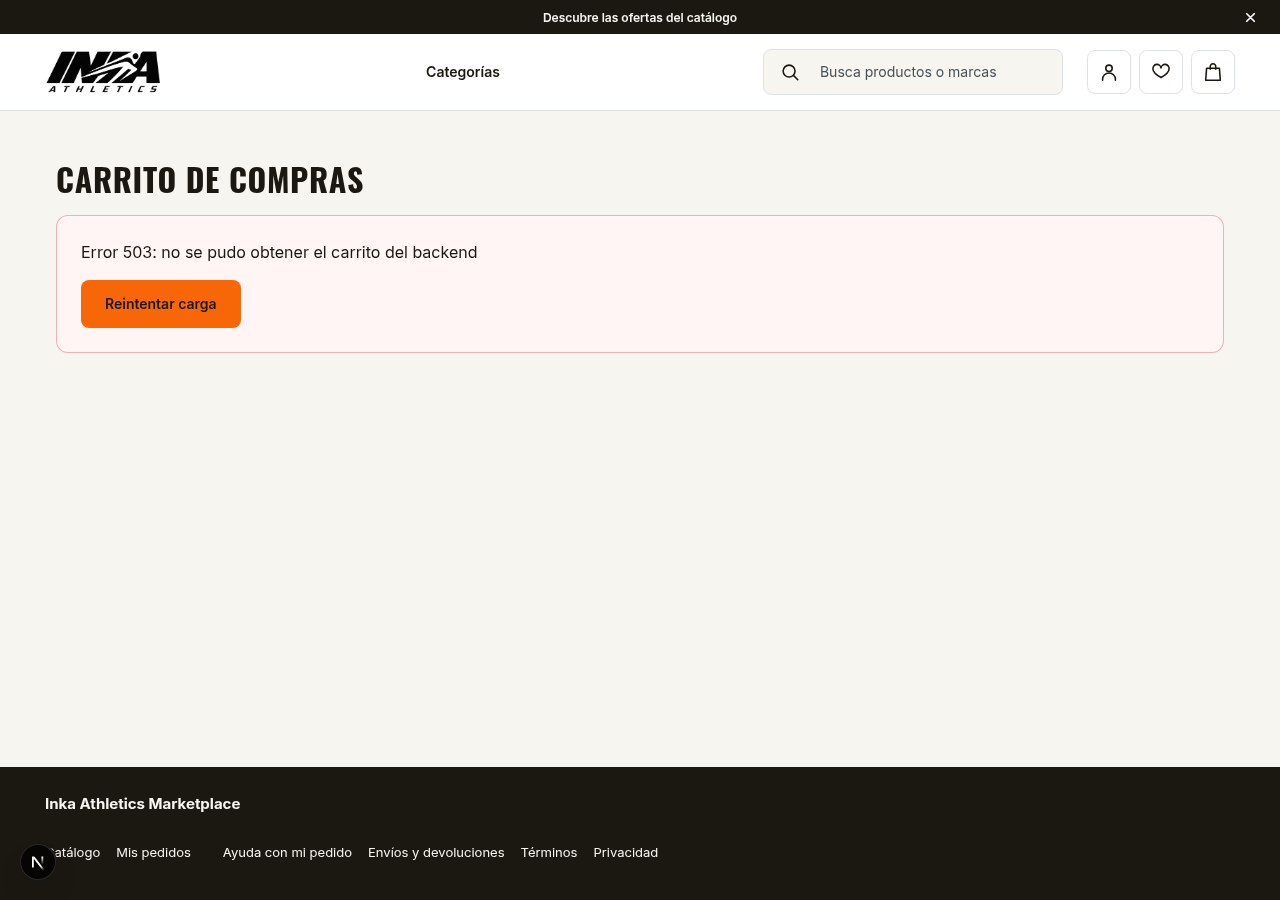 Descubre las ofertas del catálogo
INKA
ATHLETICS
Categorías
Busca productos o marcas
CARRITO DE COMPRAS
Error 503: no se pudo obtener el carrito del backend
Reintentar carga
Inka Athletics Marketplace
Catálogo Mis pedidos Ayuda con mi pedido Envíos y devoluciones Términos Privacidad
N